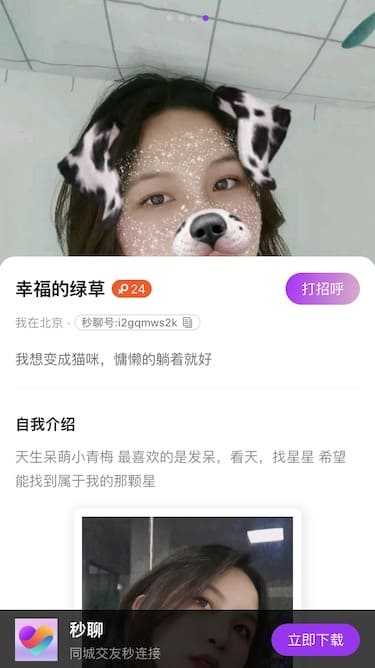 幸福的绿草 24 打招呼
我在北京 · 秒聊号:i2gqmws2k
我想变成猫咪，慵懒的躺着就好
自我介绍
天生呆萌小青梅 最喜欢的是发呆，看天，找星星 希望
能找到属于我的那颗星
秒聊
同城交友秒连接
立即下载